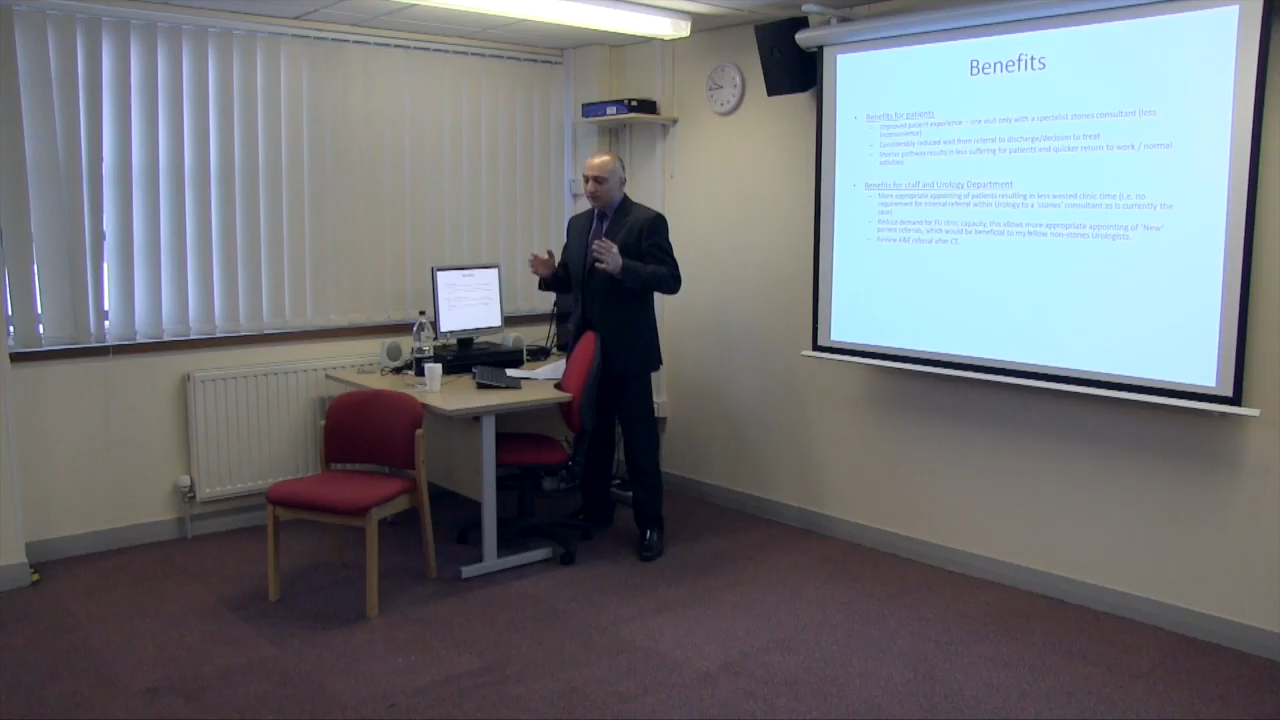 Benefits
• Benefits for patients
– Improved patient experience – one visit only with a specialist stones consultant (less
inconvenience)
– Considerably reduced wait from referral to discharge/decision to treat
– Shorter pathway results in less suffering for patients and quicker return to work / normal
activities.
• Benefits for staff and Urology Department
– More appropriate appointing of patients resulting in less wasted clinic time (i.e. no
requirement for internal referral within Urology to a 'stones' consultant as is currently the
case)
– Reduce demand for FU clinic capacity, this allows more appropriate appointing of 'New'
patient referrals, which would be beneficial to my fellow non-stones Urologists.
– Review A&E referral after CT.
Benefits